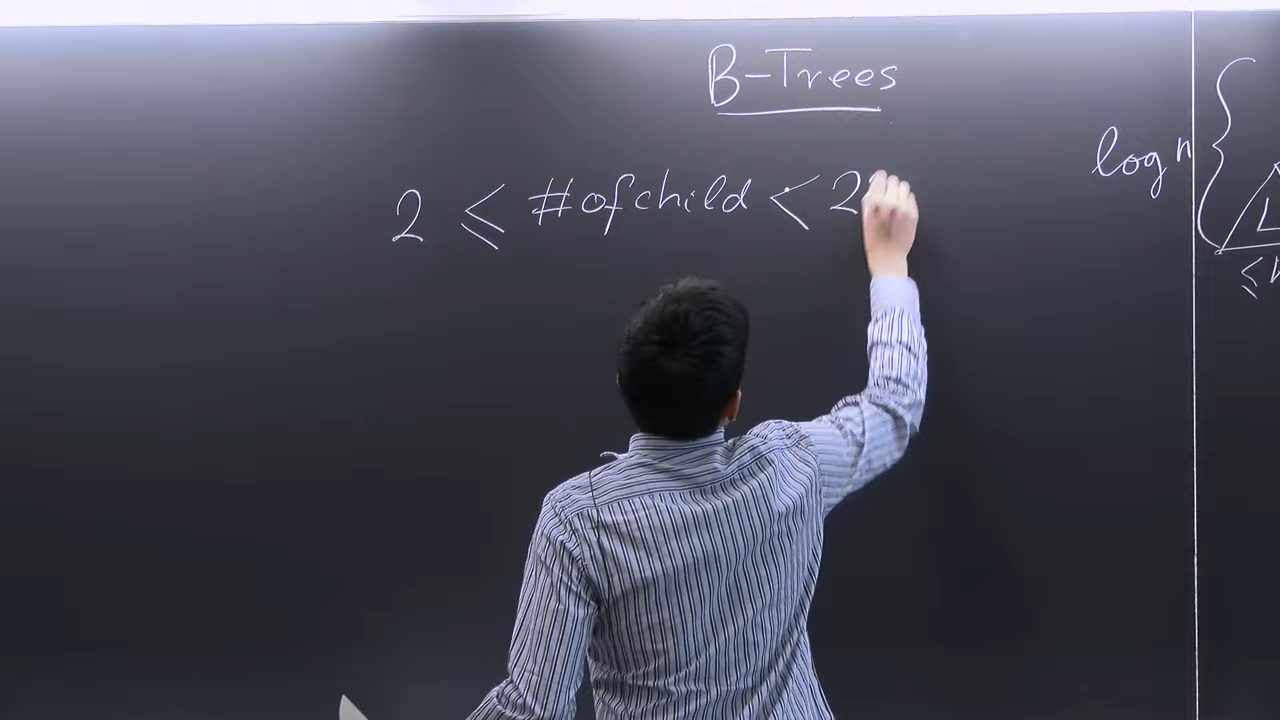 B-Trees
2 ≤ #ofchild < 2
log n
≤